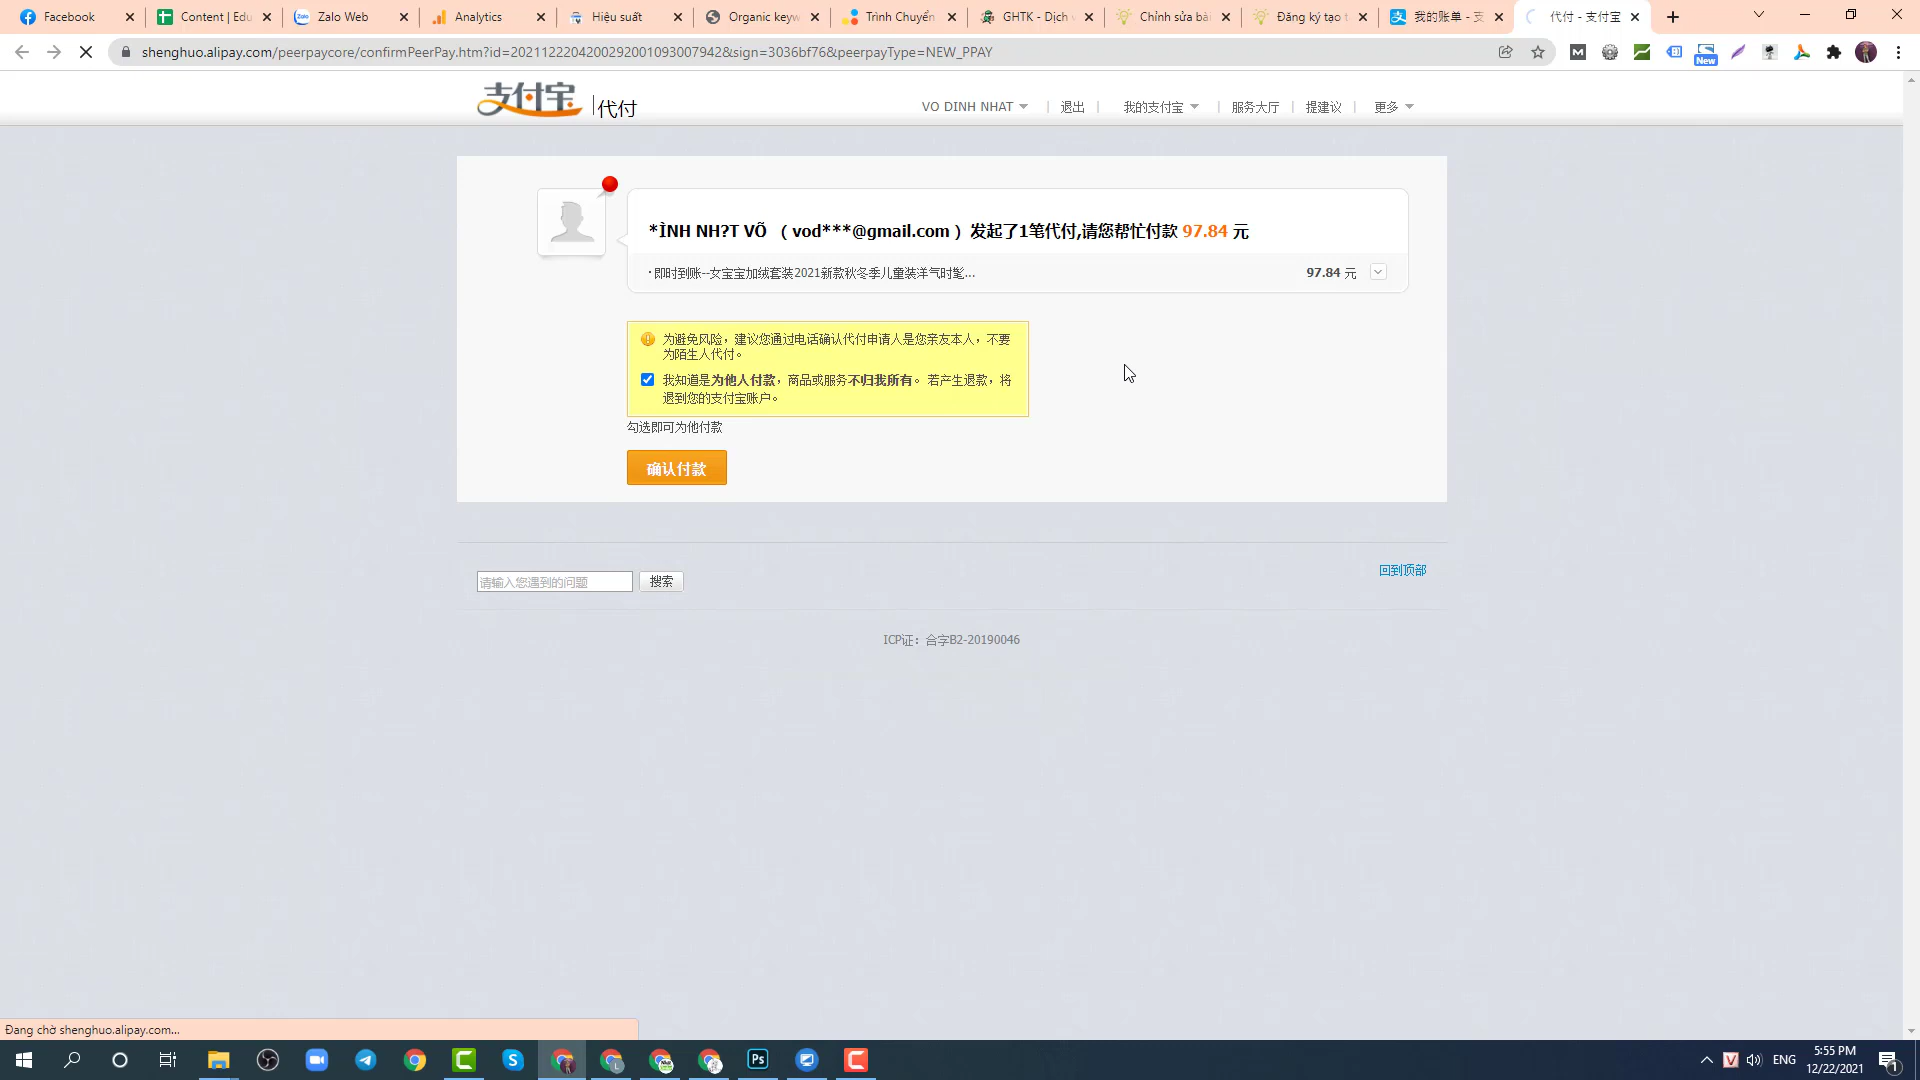 Facebook
Content | Edu
Zalo Web
Analytics
Hiệu suất
Organic keyw
Trình Chuyển
GHTK - Dịch
Chỉnh sửa bài
Đăng ký tạo t
我的账单 - 支
代付 - 支付宝
shenghuo.alipay.com/peerpaycore/confirmPeerPay.htm?id=20211222042002920010930079428&sign=3036bf76&peerpayType=NEW_PPAY
New
支付宝 代付
VO DINH NHAT 退出 我的支付宝 服务大厅 提建议 更多
*ÌNH NH?T VÕ （ vod***@gmail.com ） 发起了1笔代付,请您帮忙付款 97.84 元
·即时到账--女宝宝加绒套装2021新款秋冬季儿童装洋气时髦... 97.84 元
为避免风险，建议您通过电话确认代付申请人是您亲友本人，不要
为陌生人代付。
我知道是为他人付款，商品或服务不归我所有。 若产生退款，将
退到您的支付宝账户。
勾选即可为他付款
确认付款
请输入您遇到的问题 搜索
回到顶部
ICP证：合字B2-20190046
Đang chờ shenghuo.alipay.com...
Ps
ENG
5:55 PM
12/22/2021
1